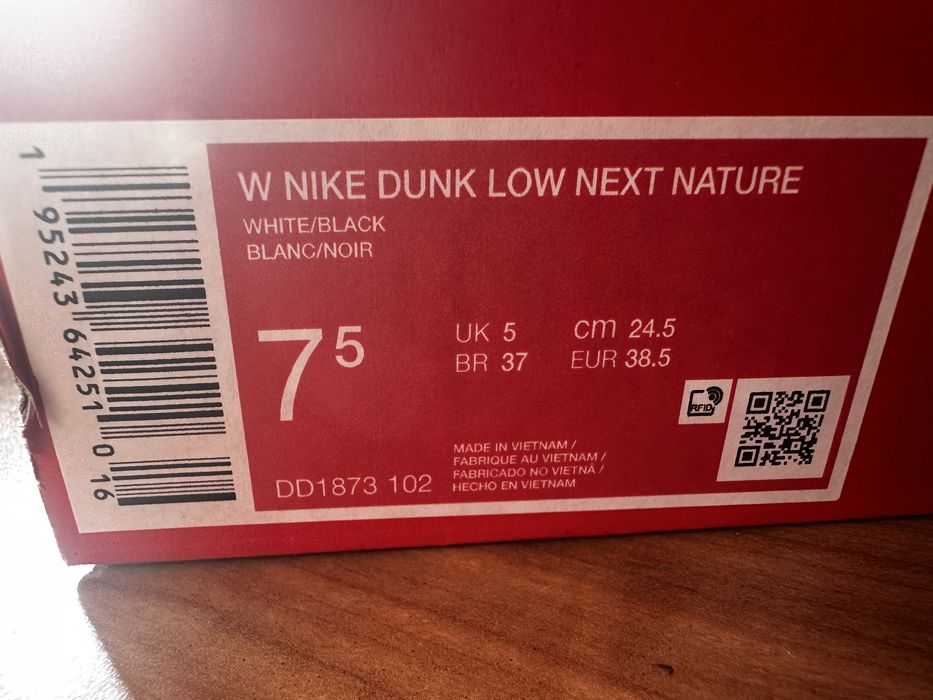 W NIKE DUNK LOW NEXT NATURE
WHITE/BLACK
BLANC/NOIR
7 5
UK 5 cm 24.5
BR 37 EUR 38.5
RFID
MADE IN VIETNAM /
FABRIQUE AU VIETNAM /
FABRICADO NO VIETNÃ /
HECHO EN VIETNAM
DD1873 102
1 95243 64251 0 16